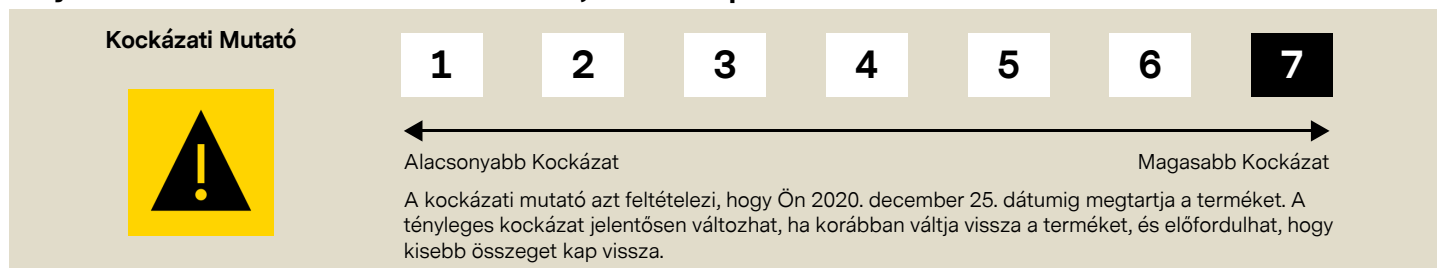 Kockázati Mutató
1 2 3 4 5 6 7
Alacsonyabb Kockázat Magasabb Kockázat
A kockázati mutató azt feltételezi, hogy Ön 2020. december 25. dátumig megtartja a terméket. A
tényleges kockázat jelentősen változhat, ha korábban váltja vissza a terméket, és előfordulhat, hogy
kisebb összeget kap vissza.